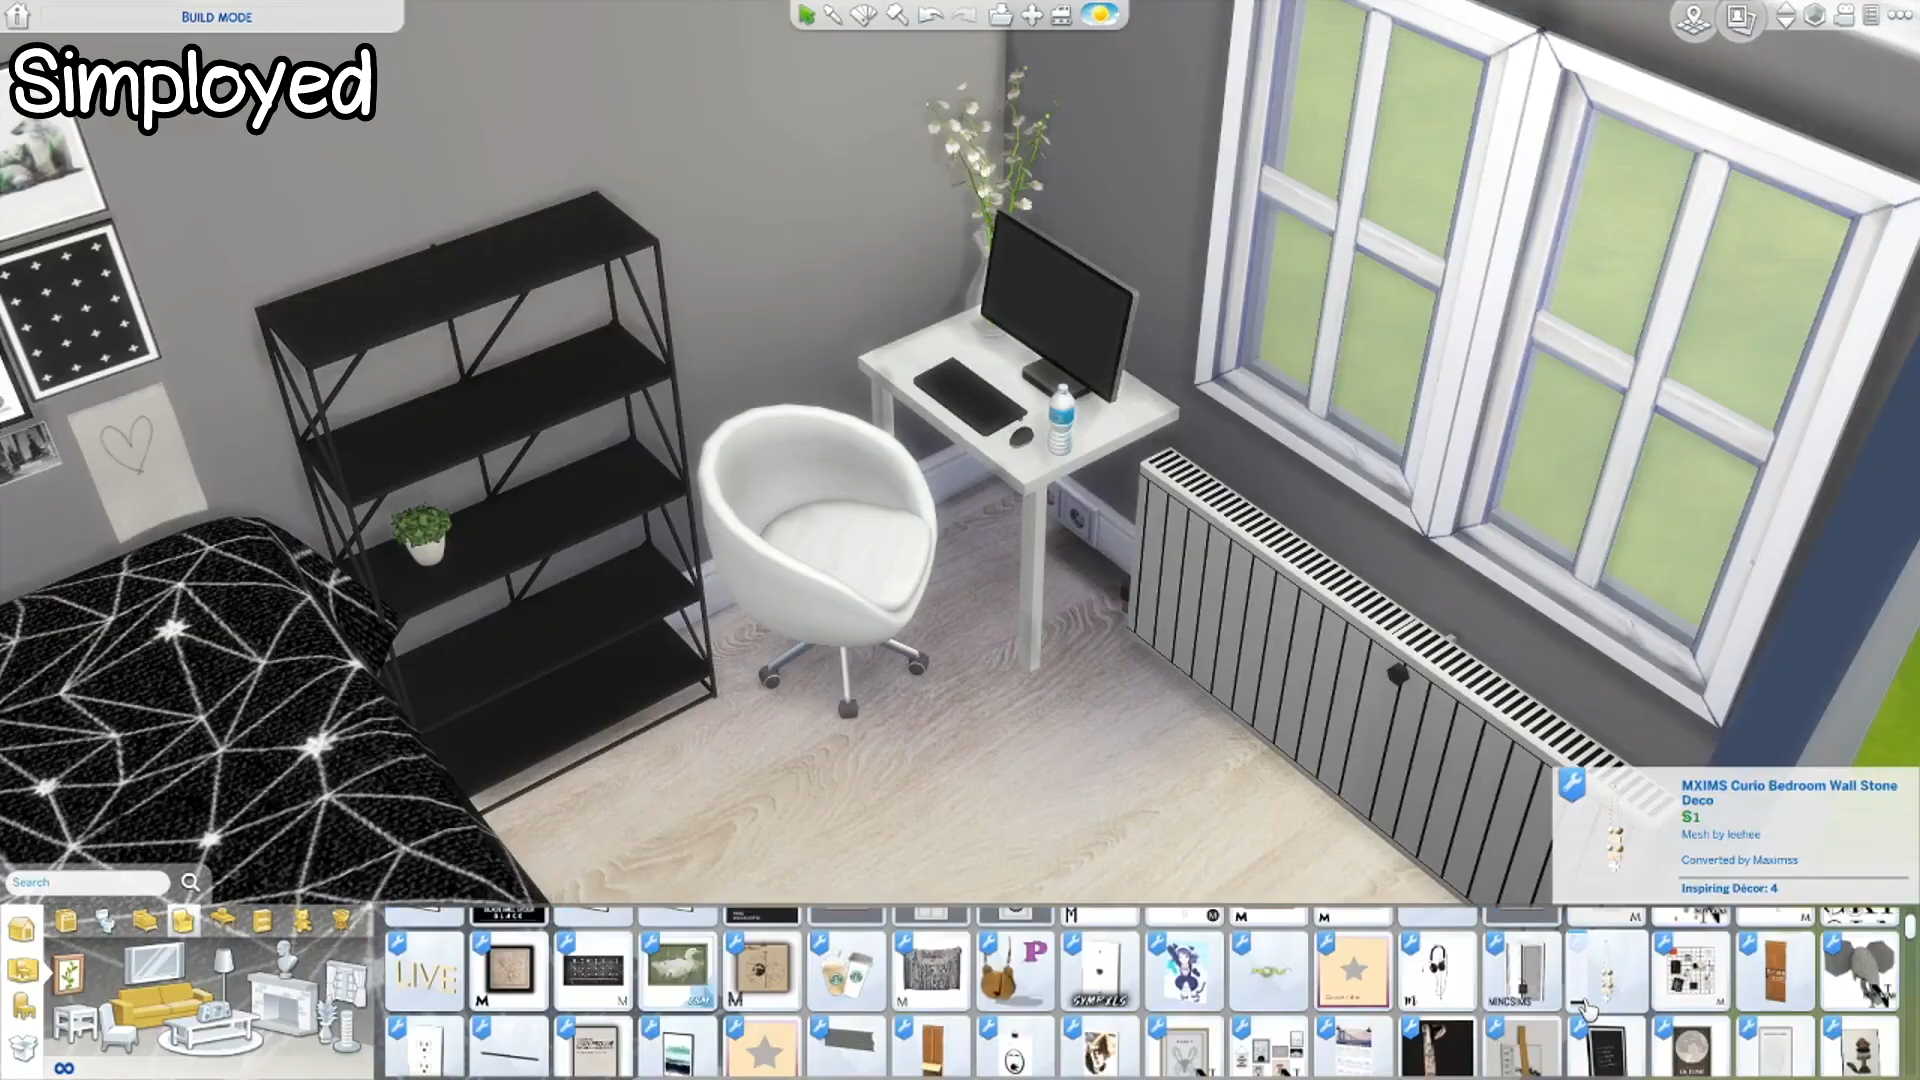 BUILD MODE
Simployed
MXIMS Curio Bedroom Wall Stone
Deco
$1
Mesh by leehee
Converted by Maximss
Inspiring Décor: 4
Search
BLACK
M
M
M
M
LIVE
M
M
M
M
P
SYMPXLS
MINCSIMS
M